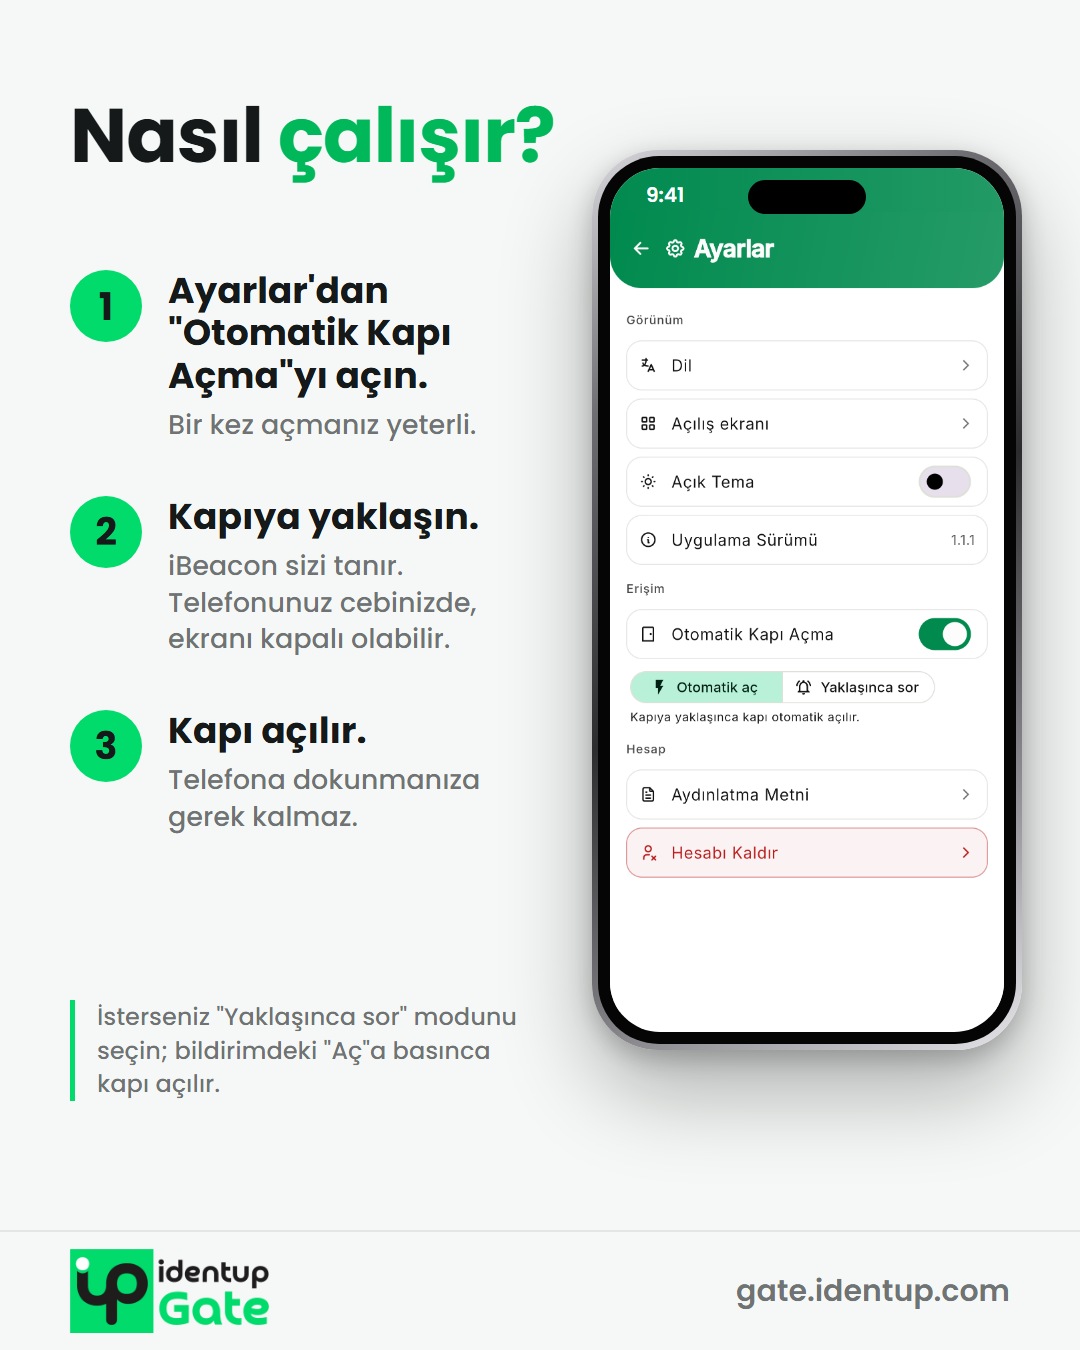 Nasıl çalışır?
1
Ayarlar'dan
"Otomatik Kapı
Açma"yı açın.
Bir kez açmanız yeterli.
2
Kapıya yaklaşın.
iBeacon sizi tanır.
Telefonunuz cebinizde,
ekranı kapalı olabilir.
3
Kapı açılır.
Telefona dokunmanıza
gerek kalmaz.
İsterseniz "Yaklaşınca sor" modunu
seçin; bildirimdeki "Aç"a basınca
kapı açılır.
9:41
Ayarlar
Görünüm
Dil
Açılış ekranı
Açık Tema
Uygulama Sürümü 1.1.1
Erişim
Otomatik Kapı Açma
Otomatik aç Yaklaşınca sor
Kapıya yaklaşınca kapı otomatik açılır.
Hesap
Aydınlatma Metni
Hesabı Kaldır
identup
Gate
gate.identup.com